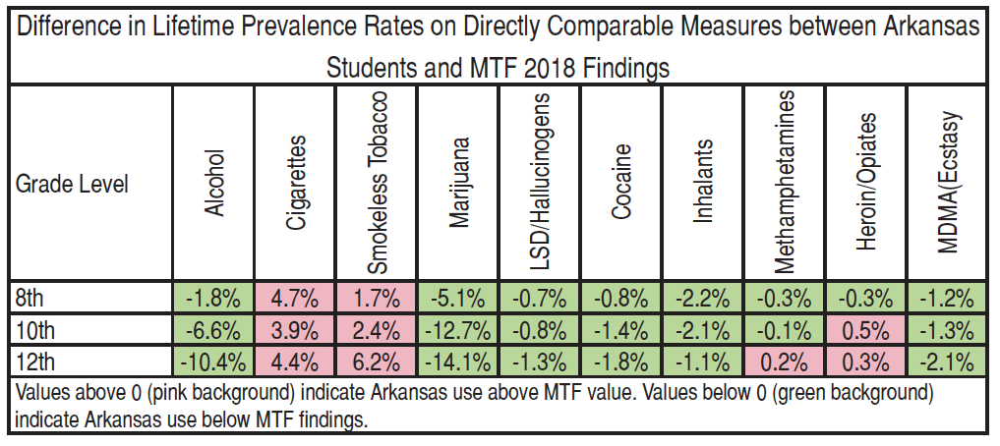 Difference in Lifetime Prevalence Rates on Directly Comparable Measures between Arkansas
Students and MTF 2018 Findings
Grade Level Alcohol Cigarettes Smokeless Tobacco Marijuana LSD/Hallucinogens Cocaine Inhalants Methamphetamines Heroin/Opiates MDMA(Ecstasy
8th -1.8% 4.7% 1.7% -5.1% -0.7% -0.8% -2.2% -0.3% -0.3% -1.2%
10th -6.6% 3.9% 2.4% -12.7% -0.8% -1.4% -2.1% -0.1% 0.5% -1.3%
12th -10.4% 4.4% 6.2% -14.1% -1.3% -1.8% -1.1% 0.2% 0.3% -2.1%
Values above 0 (pink background) indicate Arkansas use above MTF value. Values below 0 (green background)
indicate Arkansas use below MTF findings.